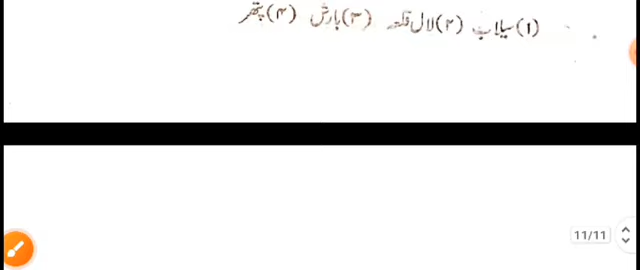 (۱) سیلاب (۲) لال قلعہ (۳) بارش (۴) پتھر
11/11